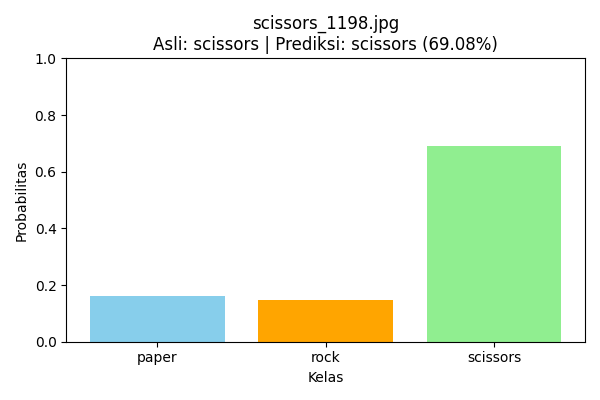 scissors_1198.jpg
Asli: scissors | Prediksi: scissors (69.08%)
1.0
0.8
0.6
0.4
0.2
0.0
Probabilitas
paper rock scissors
Kelas